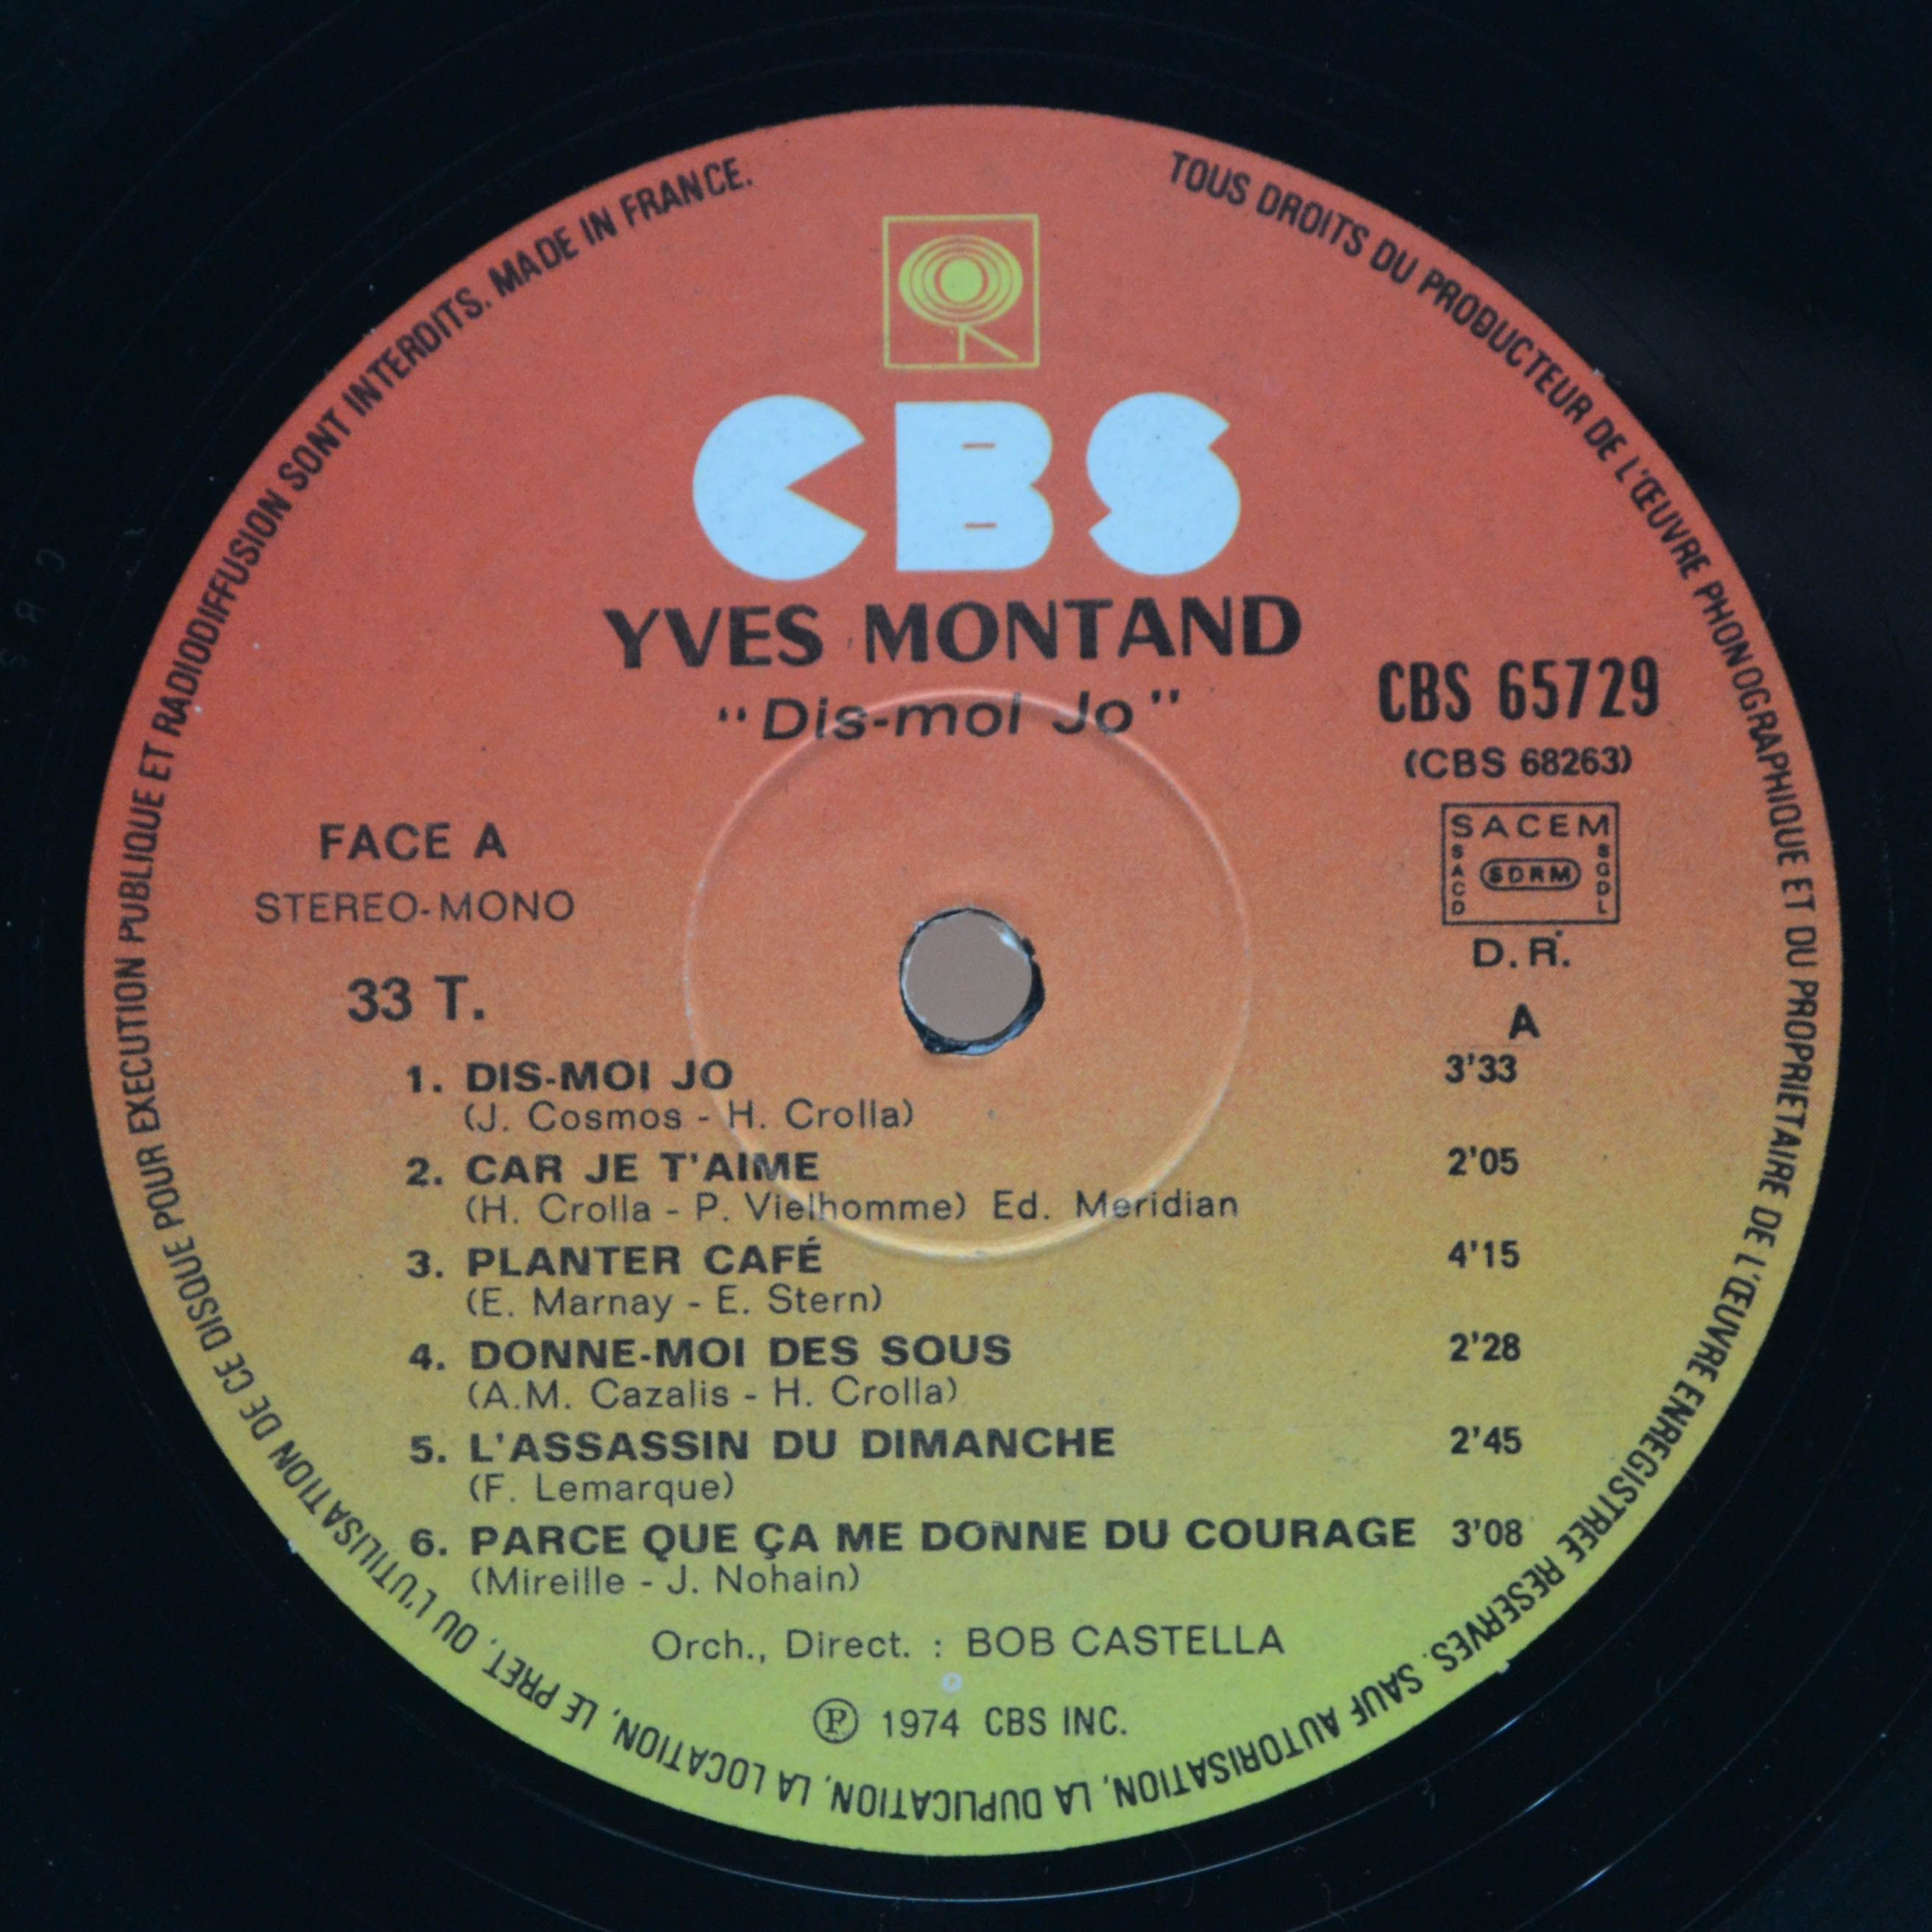 TOUS DROITS DU PRODUCTEUR DE L'ŒUVRE PHONOGRAPHIQUE ET DU PROPRIETAIRE DE L'ŒUVRE ENREGISTREE RESERVES. SAUF AUTORISATION, LA DUPLICATION, LA LOCATION, LE PRET, OU L'UTILISATION DE CE DISQUE POUR EXECUTION PUBLIQUE ET RADIODIFFUSION SONT INTERDITS. MADE IN FRANCE.
CBS
YVES MONTAND
"Dis-moi Jo"
CBS 65729
(CBS 68263)
FACE A
STEREO-MONO
33 T.
SACEM
SACD
SDRM
SGDL
D.R.
A
1. DIS-MOI JO 3'33
(J. Cosmos - H. Crolla)
2. CAR JE T'AIME 2'05
(H. Crolla - P. Vielhomme) Ed. Meridian
3. PLANTER CAFÉ 4'15
(E. Marnay - E. Stern)
4. DONNE-MOI DES SOUS 2'28
(A.M. Cazalis - H. Crolla)
5. L'ASSASSIN DU DIMANCHE 2'45
(F. Lemarque)
6. PARCE QUE ÇA ME DONNE DU COURAGE 3'08
(Mireille - J. Nohain)
Orch., Direct. : BOB CASTELLA
Ⓟ 1974 CBS INC.